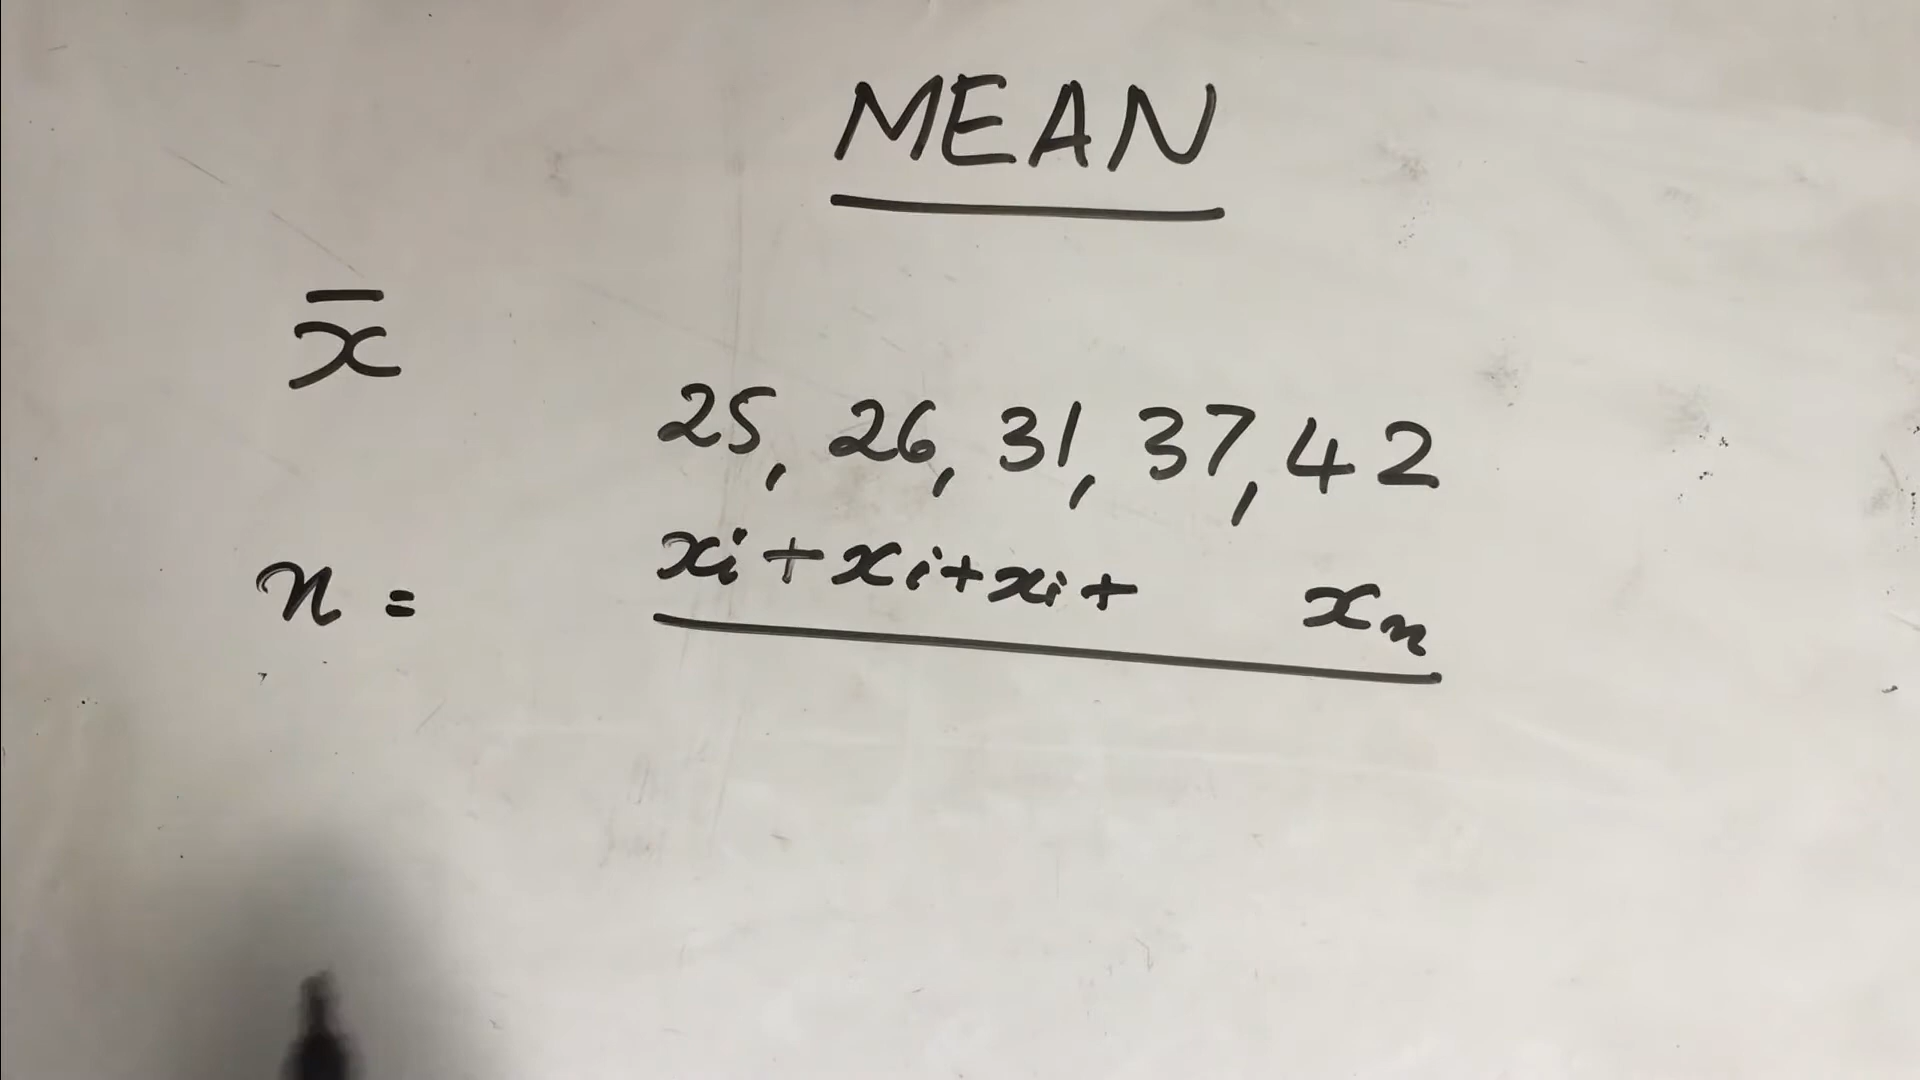 MEAN
x̄
25, 26, 31, 37, 42
xi + xi + xi + xn
n =